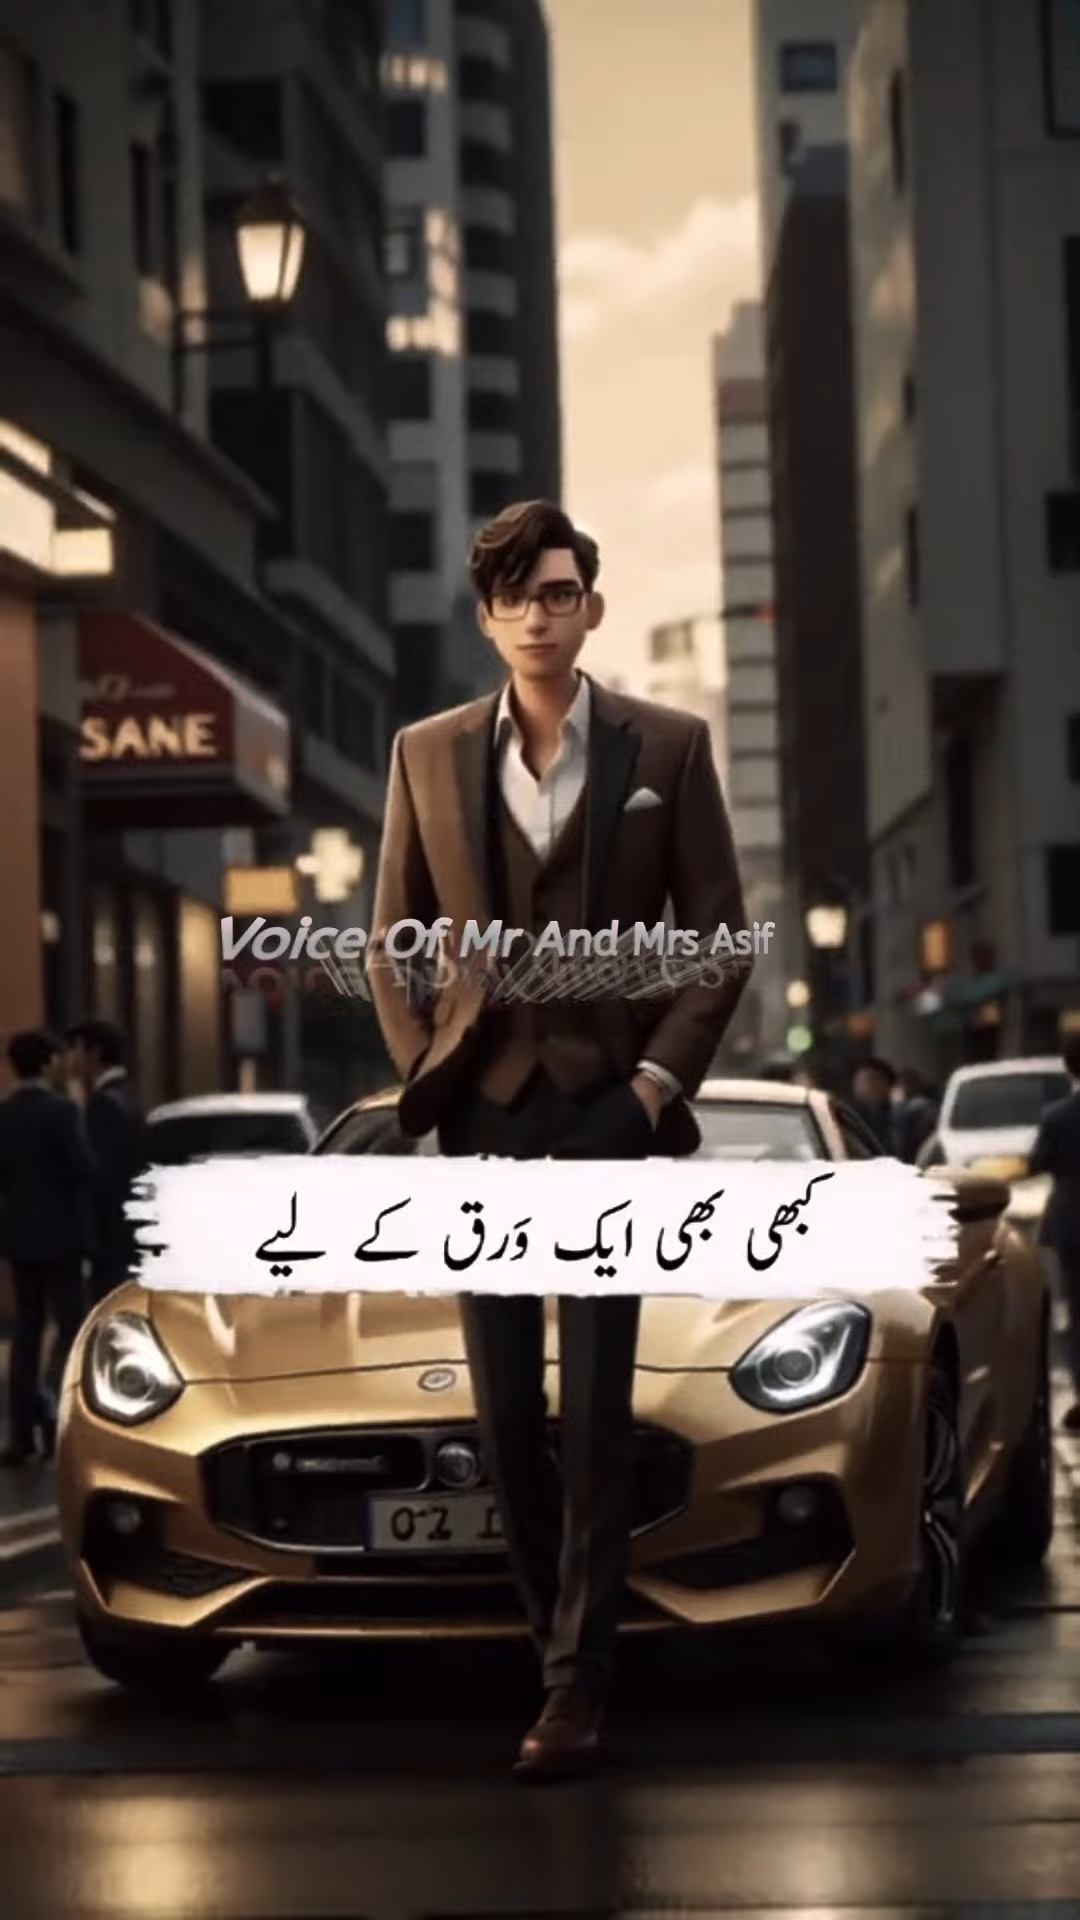 SANE
Voice Of Mr And Mrs Asif
کبھی بھی ایک وَرق کے لیے